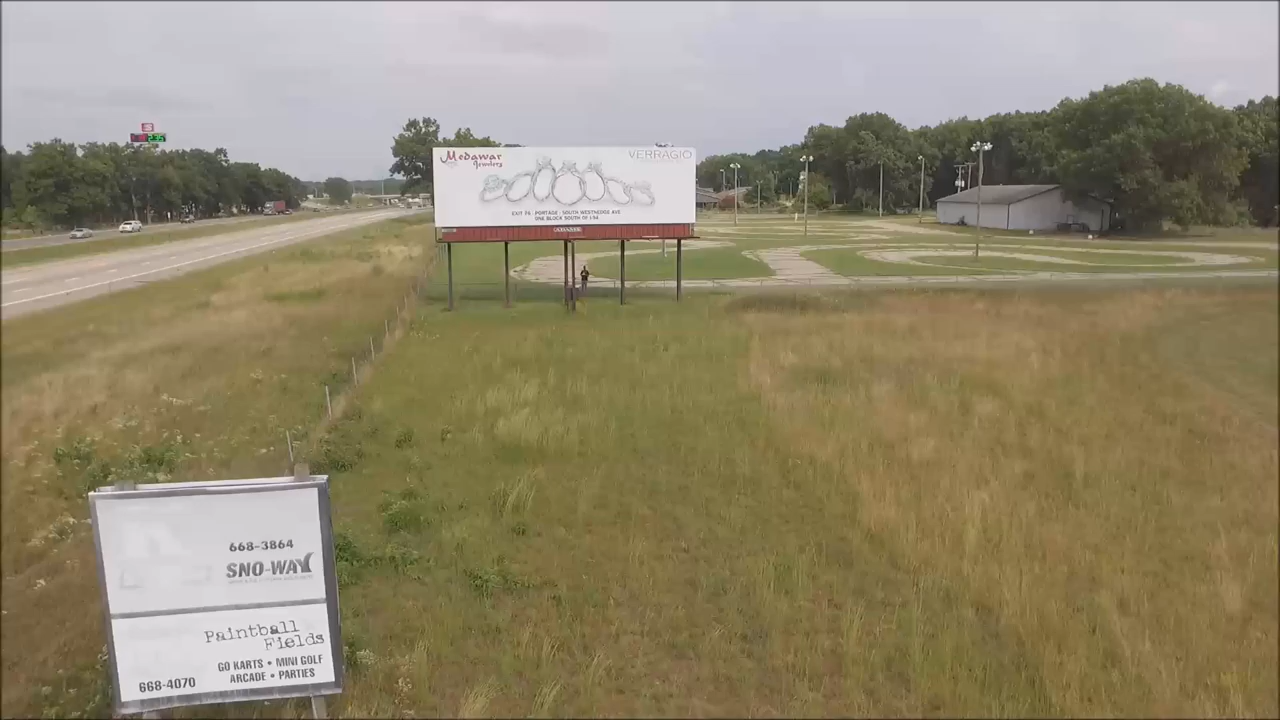 Medawar
Jewelers
VERRAGIO
EXIT 76 - PORTAGE - SOUTH WESTNEDGE AVE
ONE BLOCK SOUTH OF I-94
668-3864
SNO-WAY
Paintball
Fields
GO KARTS • MINI GOLF
ARCADE • PARTIES
668-4070